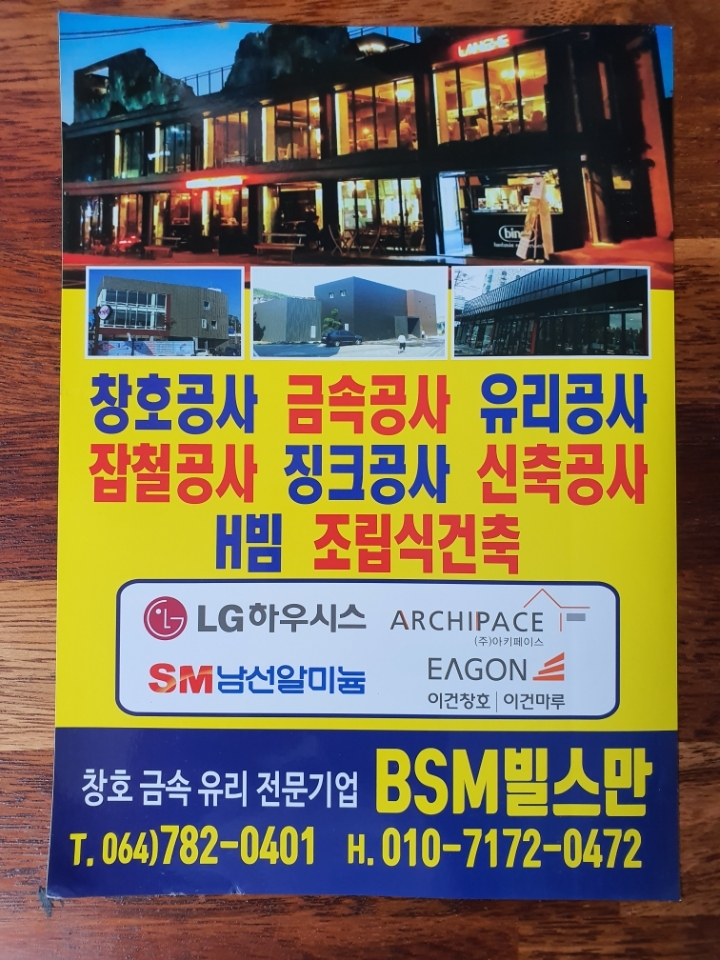 LANEHE
bing
창호공사 금속공사 유리공사
잡철공사 징크공사 신축공사
H빔 조립식건축
LG하우시스 ARCHIPACE
(주)아키페이스
SM남선알미늄 EAGON
이건창호 | 이건마루
창호 금속 유리 전문기업 BSM빌스만
T. 064)782-0401 H. 010-7172-0472